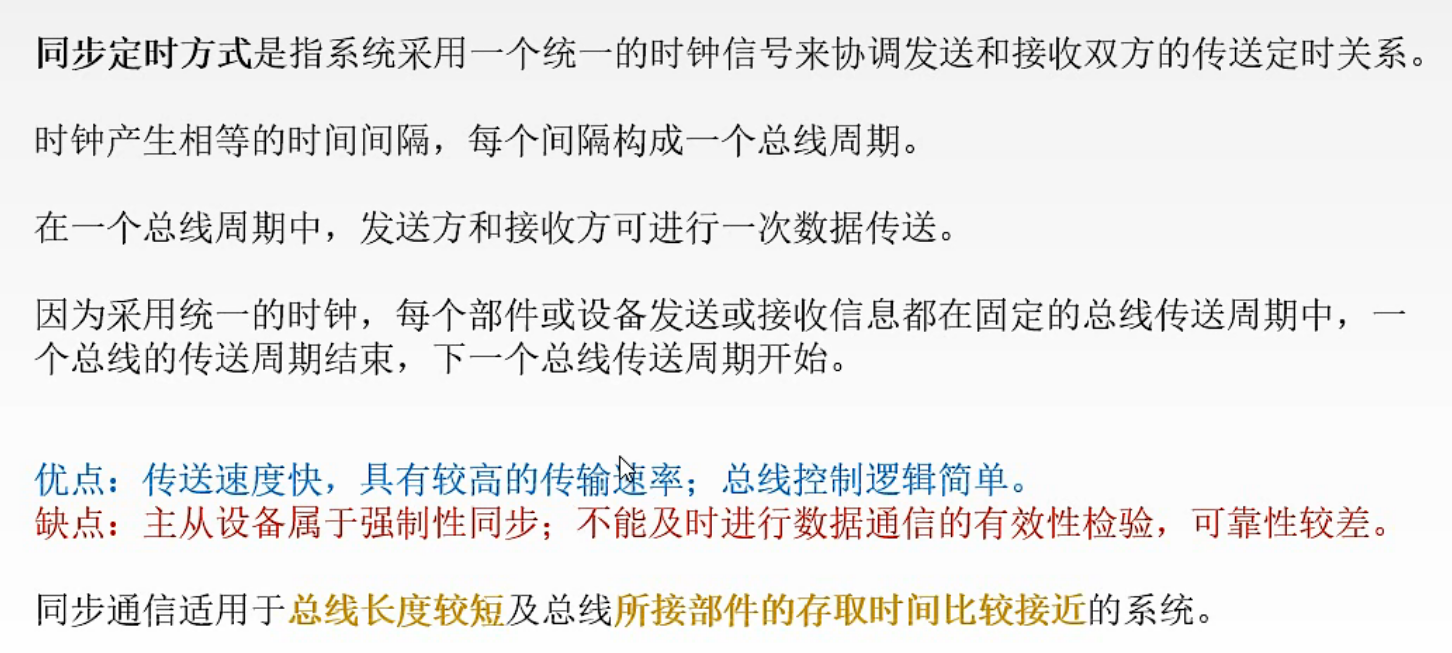 同步定时方式是指系统采用一个统一的时钟信号来协调发送和接收双方的传送定时关系。
时钟产生相等的时间间隔，每个间隔构成一个总线周期。
在一个总线周期中，发送方和接收方可进行一次数据传送。
因为采用统一的时钟，每个部件或设备发送或接收信息都在固定的总线传送周期中，一
个总线的传送周期结束，下一个总线传送周期开始。
优点：传送速度快，具有较高的传输速率；总线控制逻辑简单。
缺点：主从设备属于强制性同步；不能及时进行数据通信的有效性检验，可靠性较差。
同步通信适用于总线长度较短及总线所接部件的存取时间比较接近的系统。